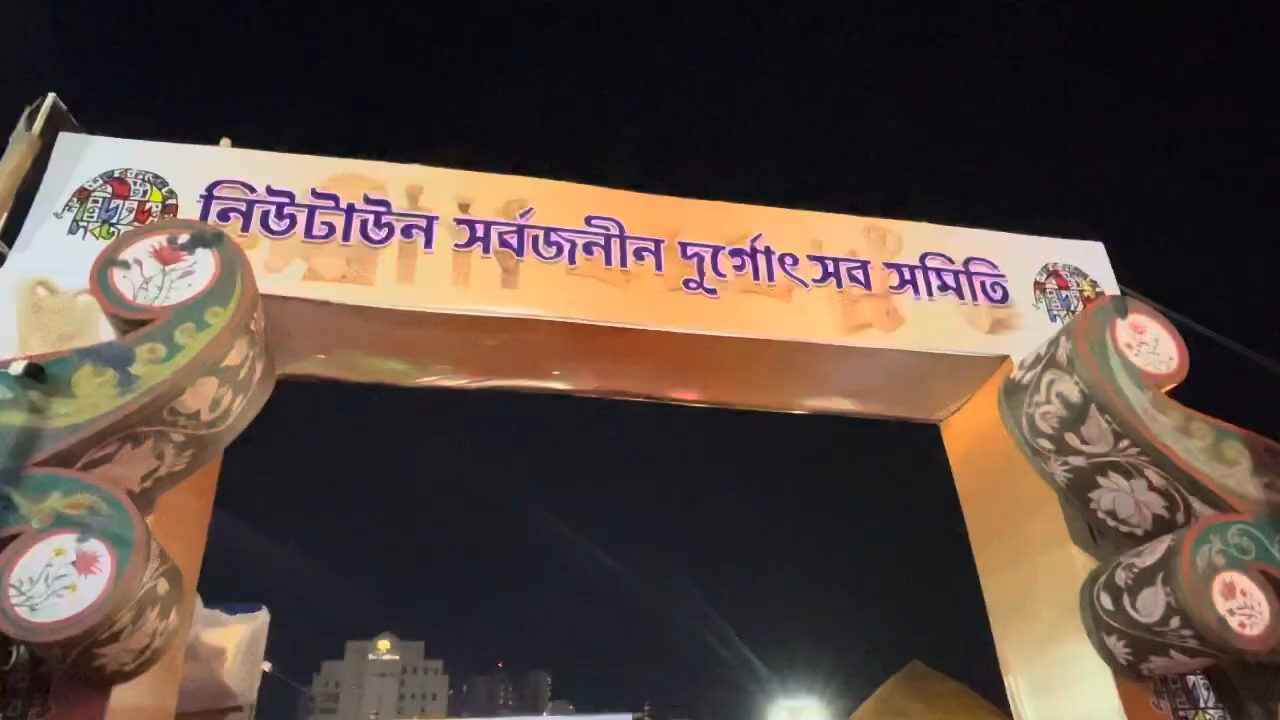 নিউটাউন সর্বজনীন দুর্গোৎসব সমিতি